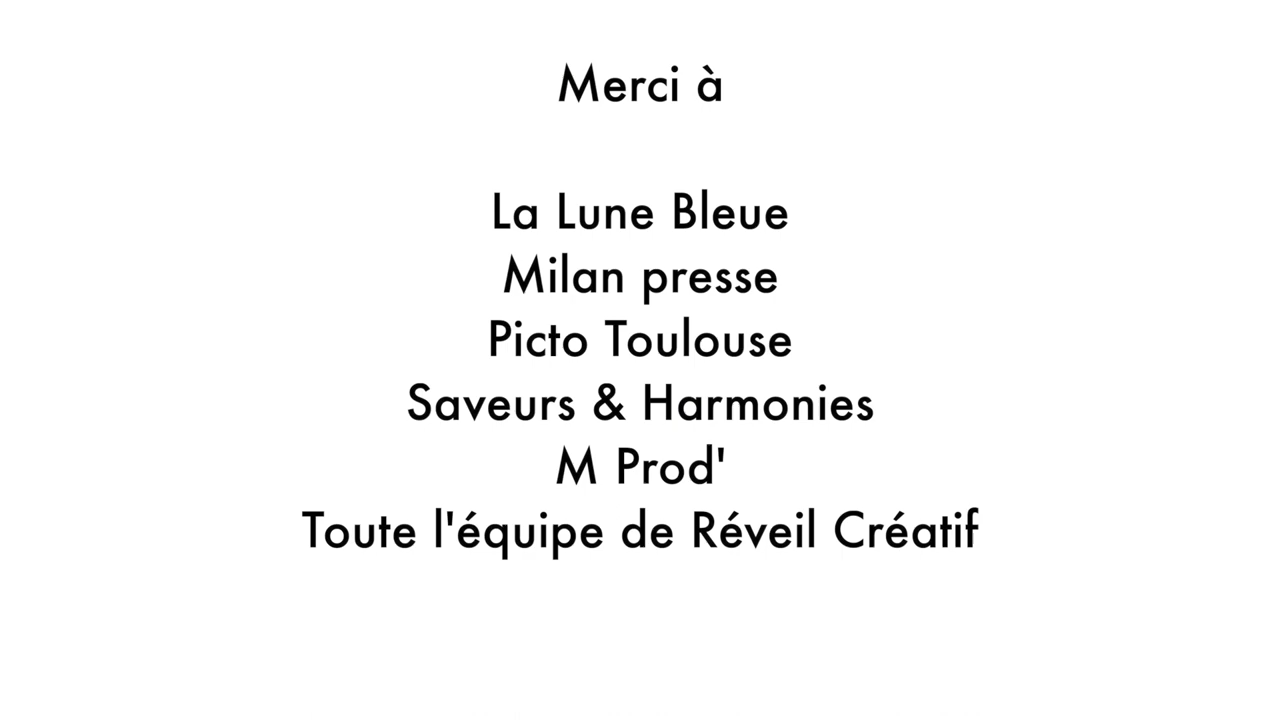 Merci à
La Lune Bleue
Milan presse
Picto Toulouse
Saveurs & Harmonies
M Prod'
Toute l'équipe de Réveil Créatif